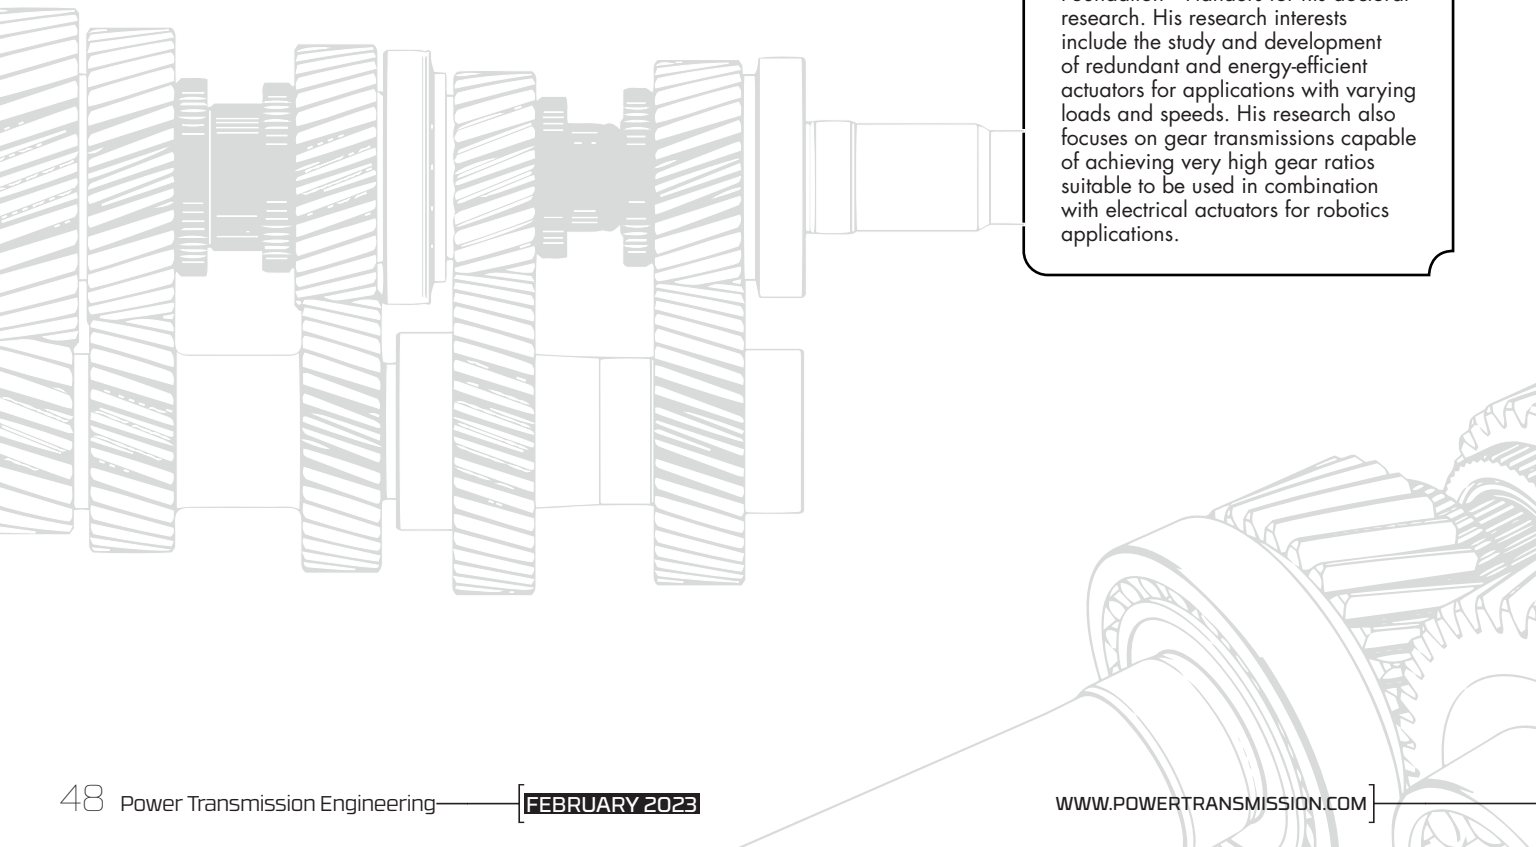 research. His research interests
include the study and development
of redundant and energy-efficient
actuators for applications with varying
loads and speeds. His research also
focuses on gear transmissions capable
of achieving very high gear ratios
suitable to be used in combination
with electrical actuators for robotics
applications.
48 Power Transmission Engineering FEBRUARY 2023
WWW.POWERTRANSMISSION.COM